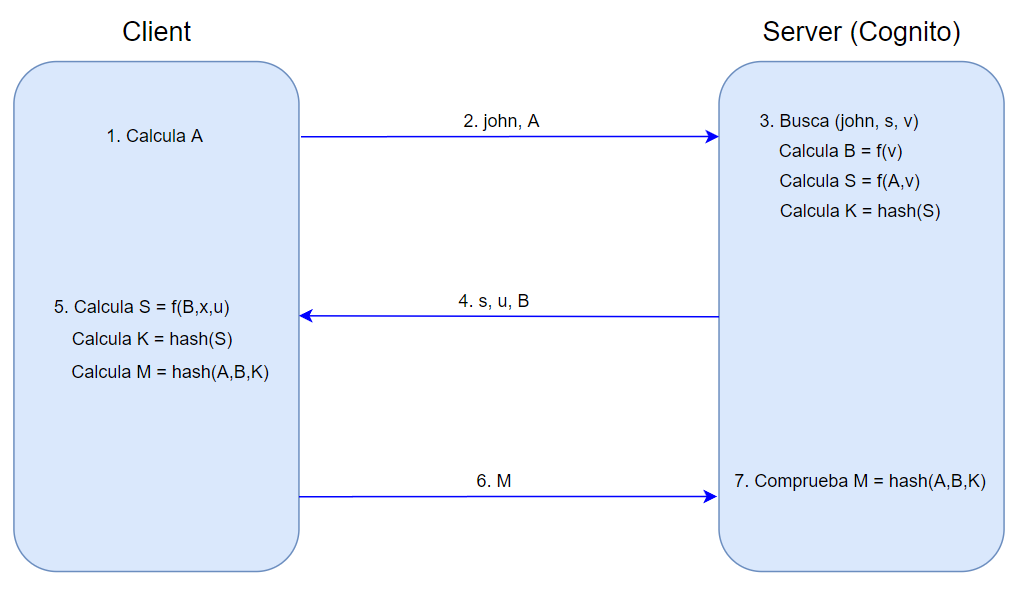 Client
Server (Cognito)
1. Calcula A
2. john, A
3. Busca (john, s, v)
Calcula B = f(v)
Calcula S = f(A,v)
Calcula K = hash(S)
4. s, u, B
5. Calcula S = f(B,x,u)
Calcula K = hash(S)
Calcula M = hash(A,B,K)
6. M
7. Comprueba M = hash(A,B,K)